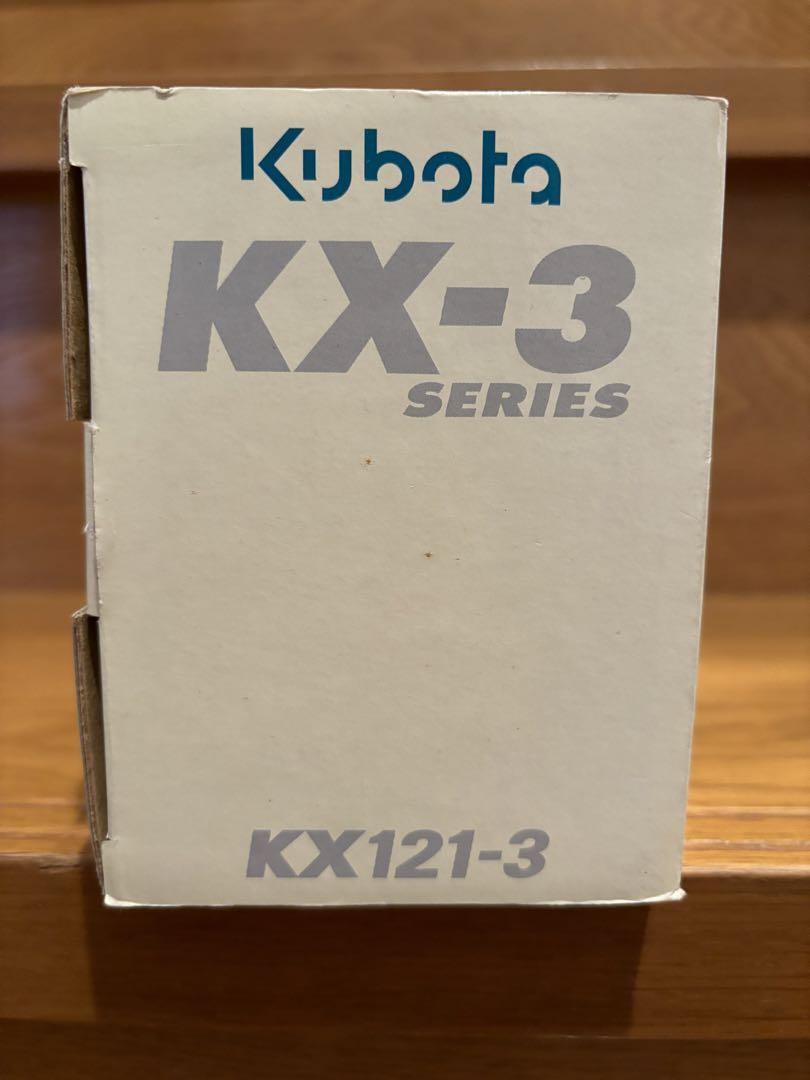 Kubota
KX-3
SERIES
KX121-3